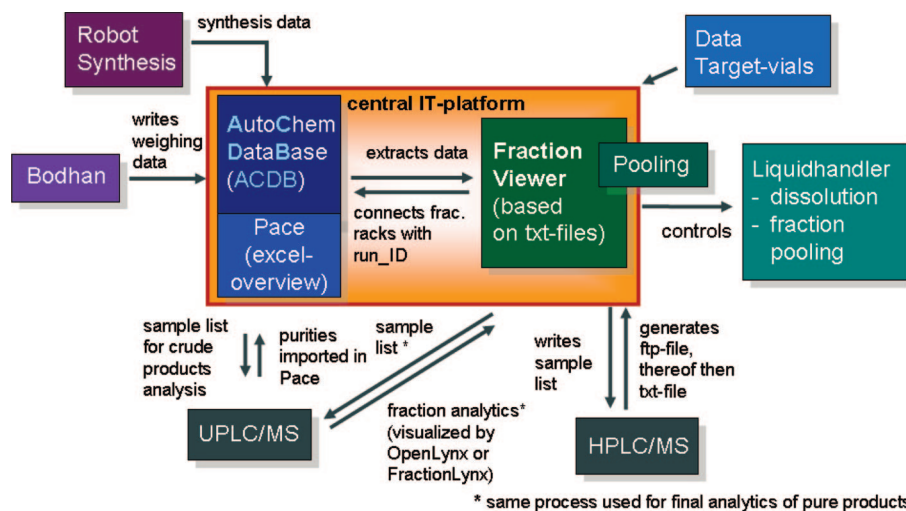 Robot
Synthesis
synthesis data
Data
Target-vials
central IT-platform
writes
weighing
data
Bodhan
AutoChem
DataBase
(ACDB)
Pace
(excel-
overview)
extracts data
connects frac.
racks with
run_ID
Fraction
Viewer
(based
on txt-files)
Pooling
controls
Liquidhandler
- dissolution
- fraction
pooling
sample list
for crude
products
analysis
purities
imported in
Pace
sample
list *
writes
sample
list
generates
ftp-file,
thereof then
txt-file
UPLC/MS
fraction analytics*
(visualized by
OpenLynx or
FractionLynx)
HPLC/MS
* same process used for final analytics of pure products